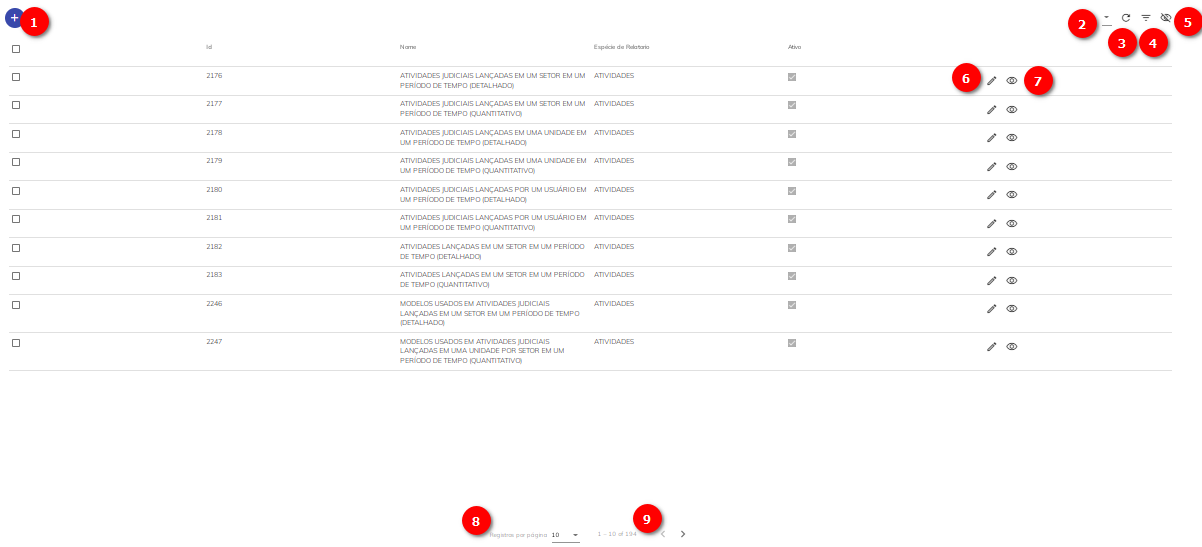 + 1
2 3 4 5
Id Nome Espécie de Relatorio Ativo
6 7
2176 ATIVIDADES JUDICIAIS LANÇADAS EM UM SETOR EM UM ATIVIDADES
PERÍODO DE TEMPO (DETALHADO)
2177 ATIVIDADES JUDICIAIS LANÇADAS EM UM SETOR EM UM ATIVIDADES
PERÍODO DE TEMPO (QUANTITATIVO)
2178 ATIVIDADES JUDICIAIS LANÇADAS EM UMA UNIDADE EM ATIVIDADES
UM PERÍODO DE TEMPO (DETALHADO)
2179 ATIVIDADES JUDICIAIS LANÇADAS EM UMA UNIDADE EM ATIVIDADES
UM PERÍODO DE TEMPO (QUANTITATIVO)
2180 ATIVIDADES JUDICIAIS LANÇADAS POR UM USUÁRIO EM ATIVIDADES
UM PERÍODO DE TEMPO (DETALHADO)
2181 ATIVIDADES JUDICIAIS LANÇADAS POR UM USUÁRIO EM ATIVIDADES
UM PERÍODO DE TEMPO (QUANTITATIVO)
2182 ATIVIDADES LANÇADAS EM UM SETOR EM UM PERÍODO ATIVIDADES
DE TEMPO (DETALHADO)
2183 ATIVIDADES LANÇADAS EM UM SETOR EM UM PERÍODO ATIVIDADES
DE TEMPO (QUANTITATIVO)
2246 MODELOS USADOS EM ATIVIDADES JUDICIAIS ATIVIDADES
LANÇADAS EM UM SETOR EM UM PERÍODO DE TEMPO
(DETALHADO)
2247 MODELOS USADOS EM ATIVIDADES JUDICIAIS ATIVIDADES
LANÇADAS EM UMA UNIDADE POR SETOR EM UM
PERÍODO DE TEMPO (QUANTITATIVO)
8 9
Registros por página 10 1 - 10 of 194